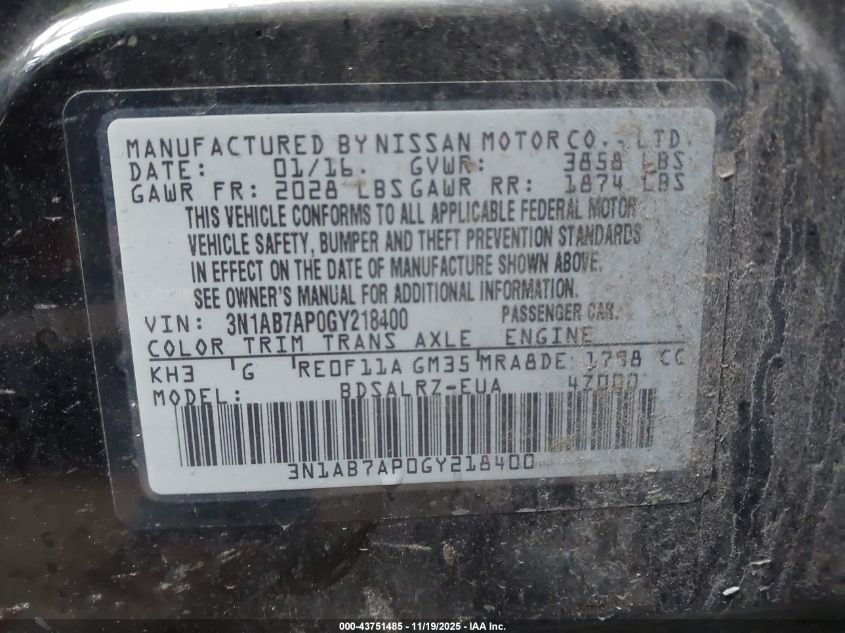 MANUFACTURED BY NISSAN MOTOR CO., LTD.
DATE: 01/16 GVWR: 3858 LBS
GAWR FR: 2028 LBS GAWR RR: 1874 LBS
THIS VEHICLE CONFORMS TO ALL APPLICABLE FEDERAL MOTOR
VEHICLE SAFETY, BUMPER AND THEFT PREVENTION STANDARDS
IN EFFECT ON THE DATE OF MANUFACTURE SHOWN ABOVE.
SEE OWNER'S MANUAL FOR ADDITIONAL INFORMATION.
VIN: 3N1AB7AP0GY218400 PASSENGER CAR
COLOR TRIM TRANS AXLE ENGINE
KH3 G RE0F11A GM35 MRA8DE 1798 CC
MODEL: BDSALRZ-EUA 4Z000
3N1AB7AP0GY218400
000-43751485 - 11/19/2025 - IAA, Inc.